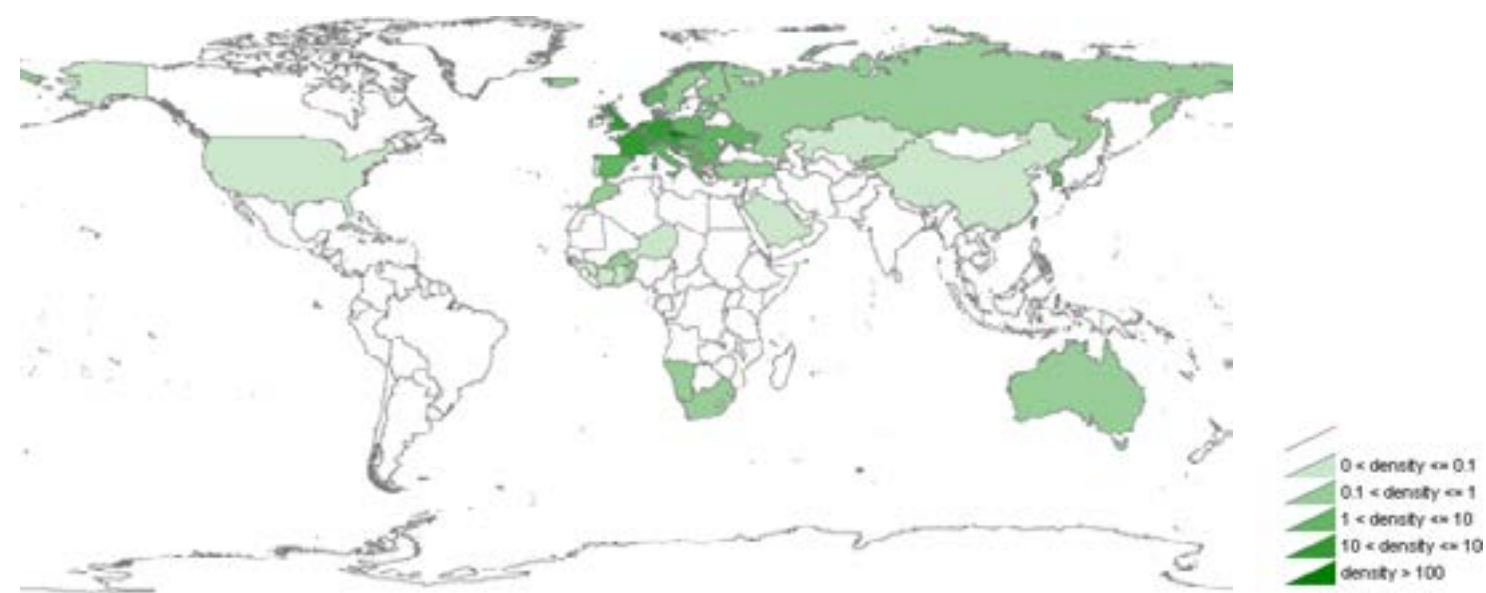 0 < density <= 0.1
0.1 < density <= 1
1 < density <= 10
10 < density <= 10
density > 100